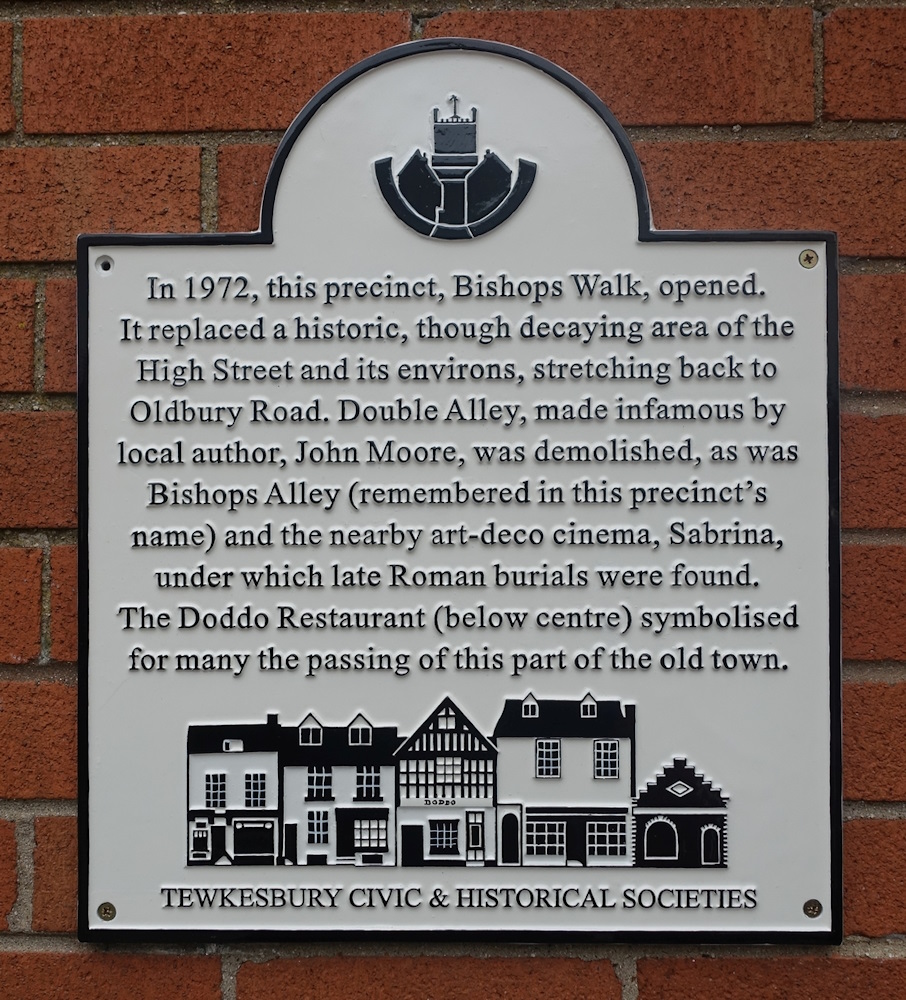 In 1972, this precinct, Bishops Walk, opened.
It replaced a historic, though decaying area of the
High Street and its environs, stretching back to
Oldbury Road. Double Alley, made infamous by
local author, John Moore, was demolished, as was
Bishops Alley (remembered in this precinct's
name) and the nearby art-deco cinema, Sabrina,
under which late Roman burials were found.
The Doddo Restaurant (below centre) symbolised
for many the passing of this part of the old town.
DODDO
TEWKESBURY CIVIC & HISTORICAL SOCIETIES